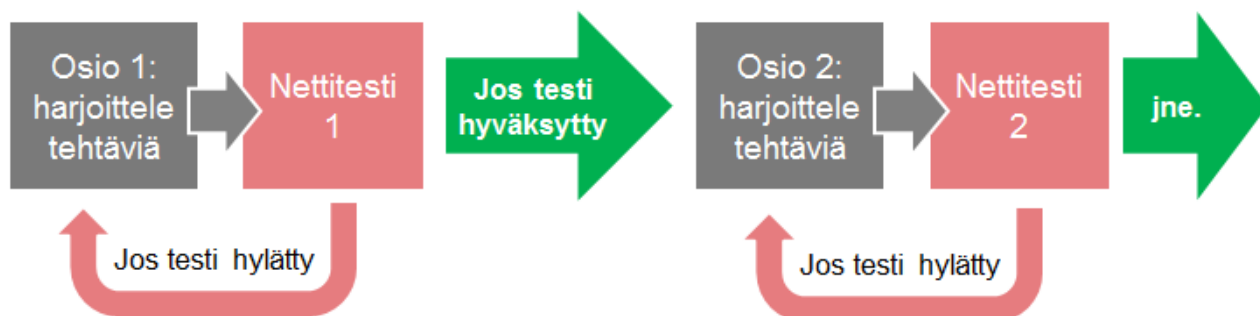 Osio 1:
harjoittele
tehtäviä
Nettitesti
1
Jos testi
hyväksytty
Osio 2:
harjoittele
tehtäviä
Nettitesti
2
jne.
Jos testi hylätty
Jos testi hylätty